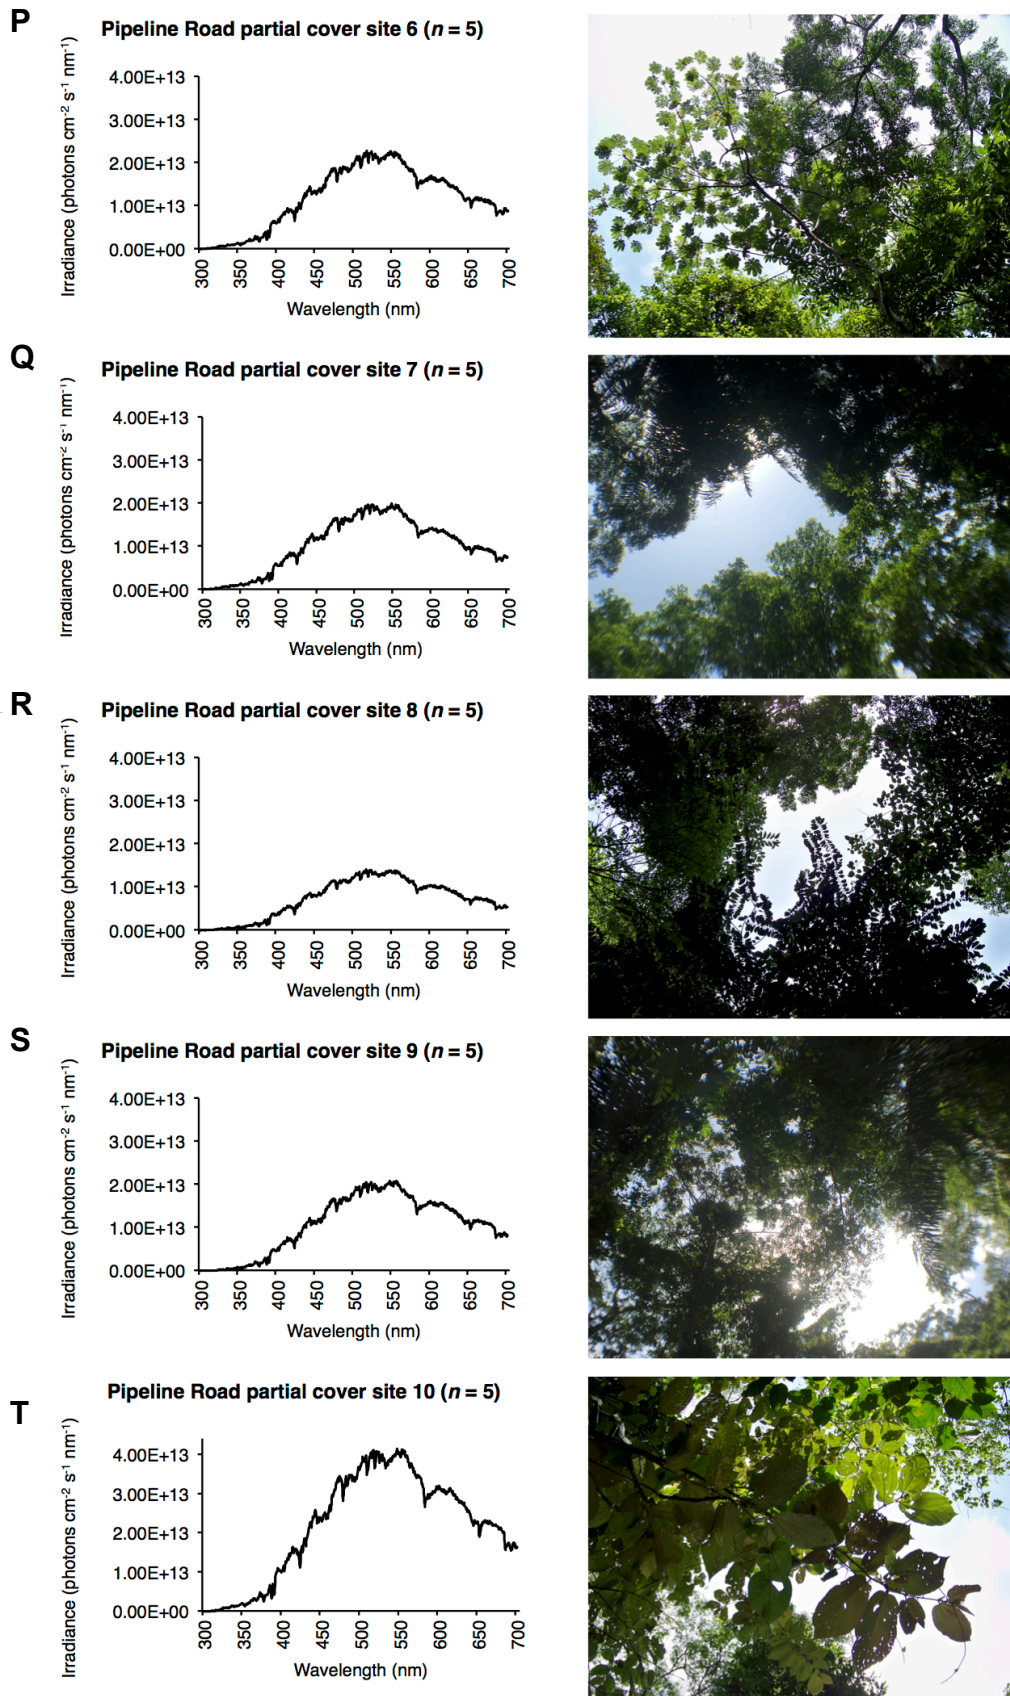 P
Pipeline Road partial cover site 6 (n = 5)
Irradiance (photons cm-2 s-1 nm-1)
4.00E+13
3.00E+13
2.00E+13
1.00E+13
0.00E+00
300 350 400 450 500 550 600 650 700
Wavelength (nm)
Q
Pipeline Road partial cover site 7 (n = 5)
Irradiance (photons cm-2 s-1 nm-1)
4.00E+13
3.00E+13
2.00E+13
1.00E+13
0.00E+00
300 350 400 450 500 550 600 650 700
Wavelength (nm)
R
Pipeline Road partial cover site 8 (n = 5)
Irradiance (photons cm-2 s-1 nm-1)
4.00E+13
3.00E+13
2.00E+13
1.00E+13
0.00E+00
300 350 400 450 500 550 600 650 700
Wavelength (nm)
S
Pipeline Road partial cover site 9 (n = 5)
Irradiance (photons cm-2 s-1 nm-1)
4.00E+13
3.00E+13
2.00E+13
1.00E+13
0.00E+00
300 350 400 450 500 550 600 650 700
Wavelength (nm)
T
Pipeline Road partial cover site 10 (n = 5)
Irradiance (photons cm-2 s-1 nm-1)
4.00E+13
3.00E+13
2.00E+13
1.00E+13
0.00E+00
300 350 400 450 500 550 600 650 700
Wavelength (nm)